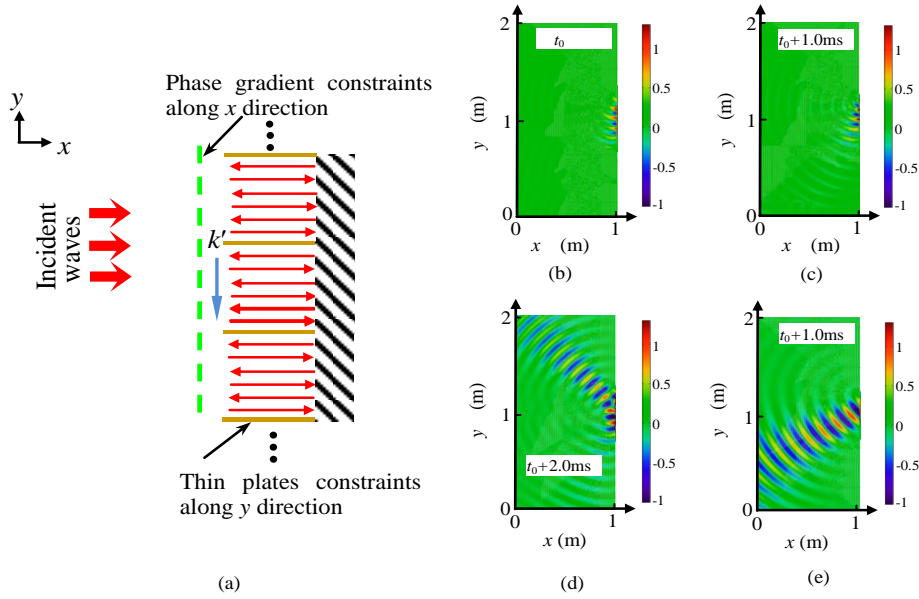 Phase gradient constraints
along x direction
y
x
Incident
waves
k'
Thin plates constraints
along y direction
(a)
2
t0
y (m)
1
0
0
x (m)
1
1
0.5
0
-0.5
-1
(b)
2
t0+1.0ms
y (m)
1
0
0
x (m)
1
1
0.5
0
-0.5
-1
(c)
2
y (m)
1
t0+2.0ms
0
0
x (m)
1
1
0.5
0
-0.5
-1
(d)
2
t0+1.0ms
y (m)
1
0
0
x (m)
1
1
0.5
0
-0.5
-1
(e)